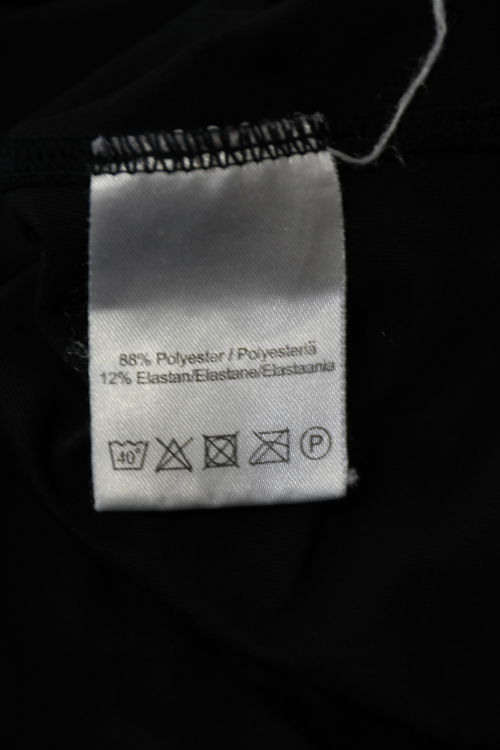 88% Polyester / Polyesteriä
12% Elastan/Elastane/Elastaania
40° P